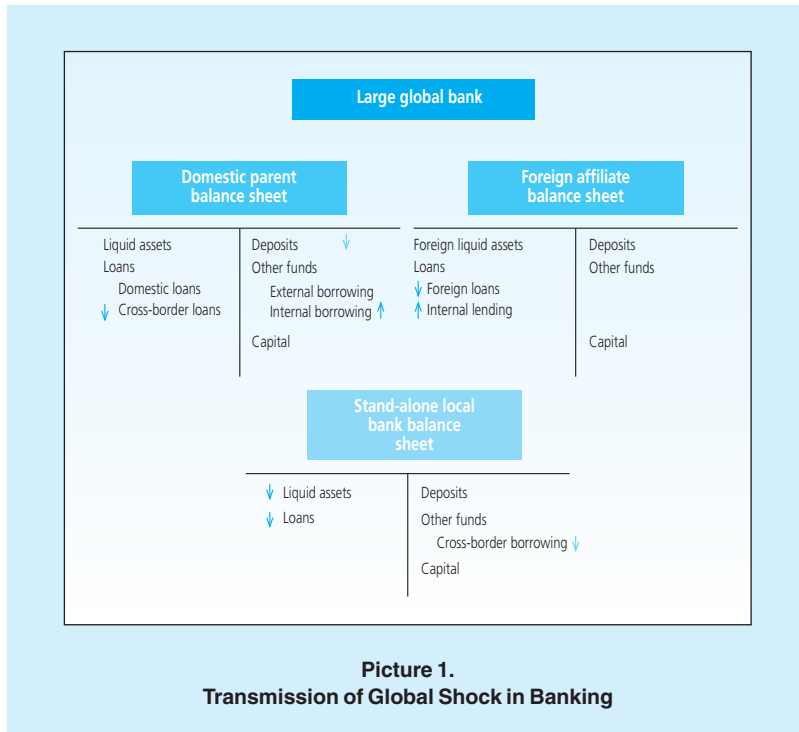 Large global bank
Domestic parent
balance sheet
Foreign affiliate
balance sheet
Liquid assets
Loans
Domestic loans
↓ Cross-border loans
Deposits ↓
Other funds
External borrowing
Internal borrowing ↑
Capital
Foreign liquid assets
Loans
↓ Foreign loans
↑ Internal lending
Deposits
Other funds
Capital
Stand-alone local
bank balance
sheet
↓ Liquid assets
↓ Loans
Deposits
Other funds
Cross-border borrowing ↓
Capital
Picture 1.
Transmission of Global Shock in Banking